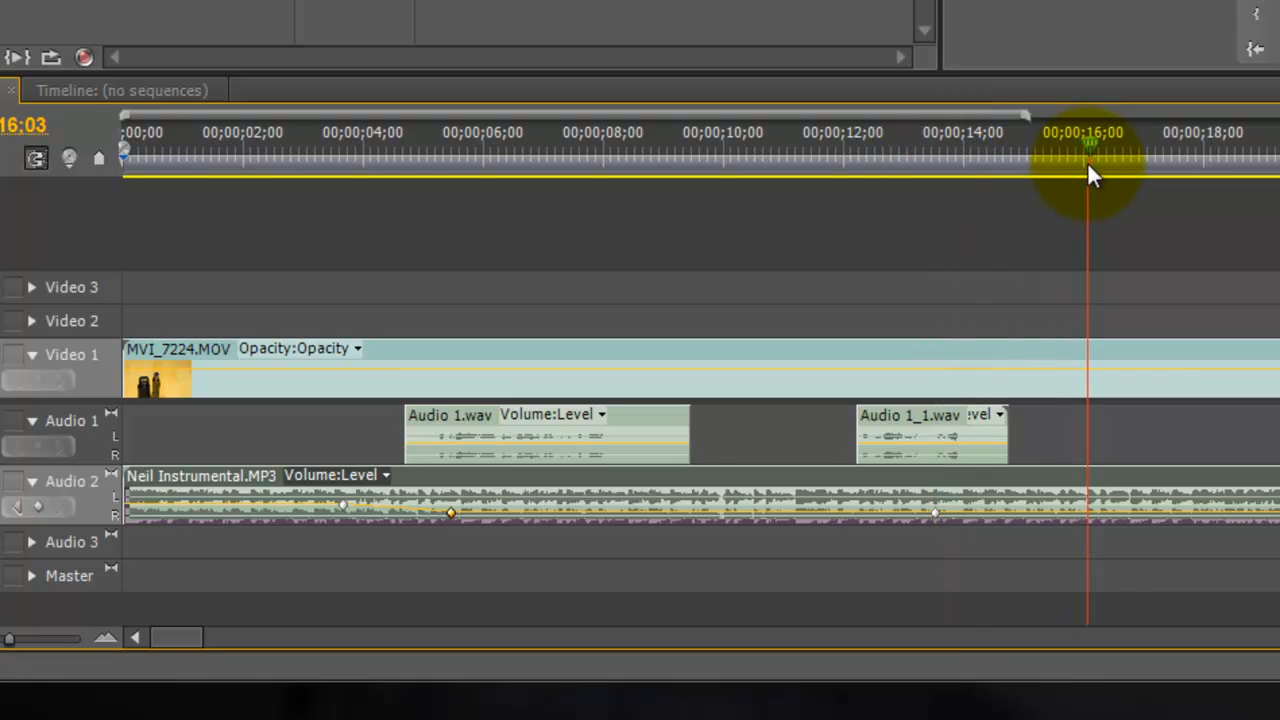 Timeline: (no sequences)
16;03
;00;00 00;00;02;00 00;00;04;00 00;00;06;00 00;00;08;00 00;00;10;00 00;00;12;00 00;00;14;00 00;00;16;00 00;00;18;00
Video 3
Video 2
Video 1 MVI_7224.MOV Opacity:Opacity
Audio 1 Audio 1.wav Volume:Level Audio 1_1.wav :vel
L
R
Audio 2 Neil Instrumental.MP3 Volume:Level
L
R
Audio 3
Master